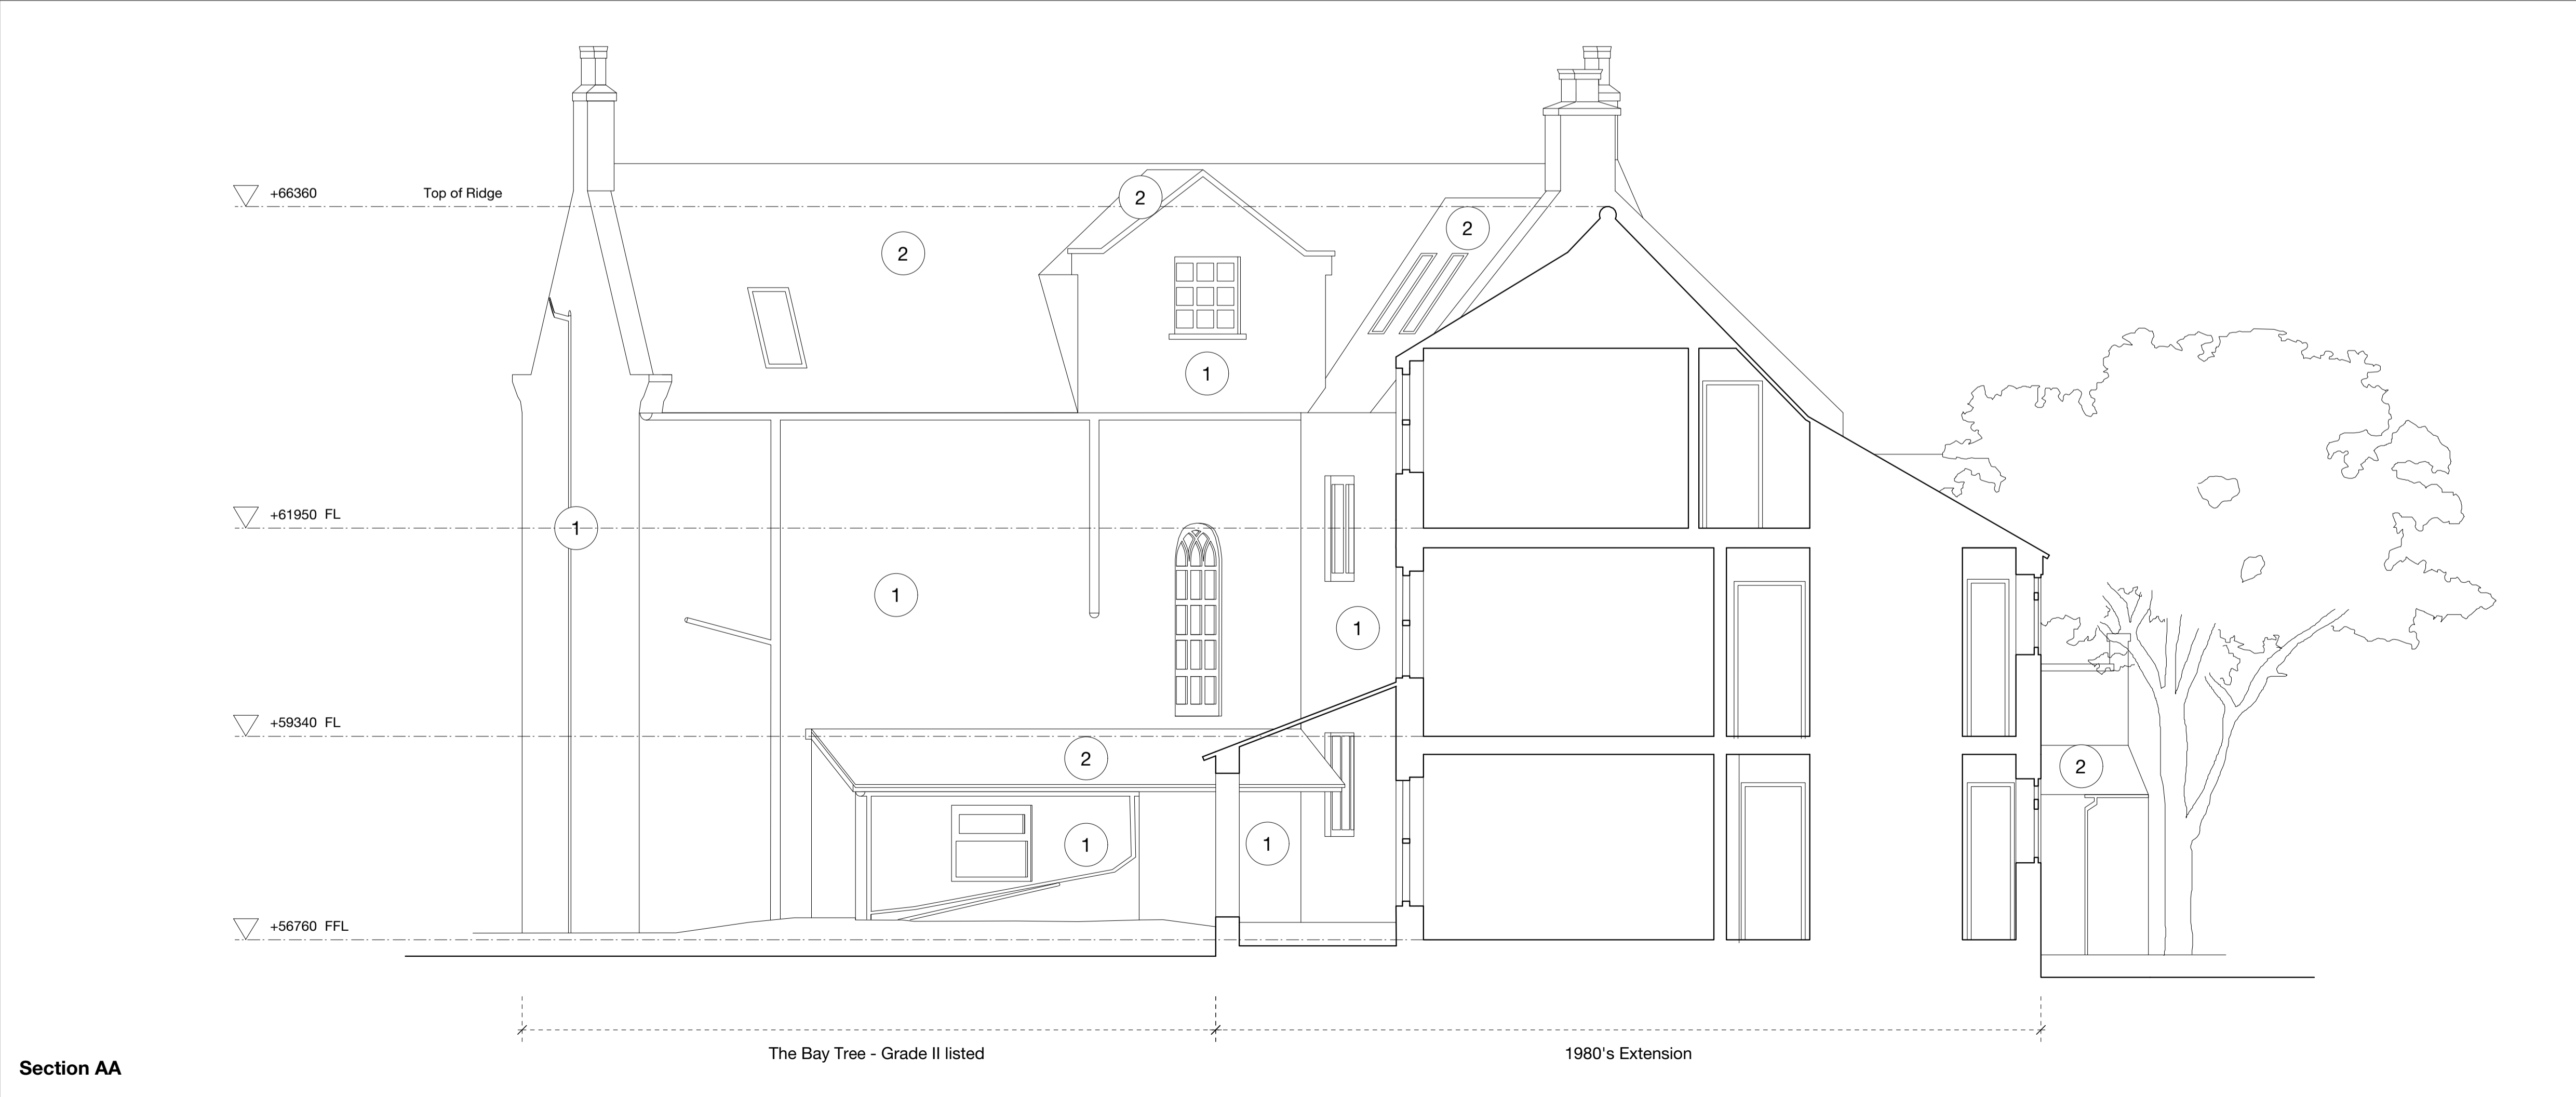 2
+66360 Top of Ridge
2
2
1
+61950 FL
1
1
1
+59340 FL
2
2
1
1
+56760 FFL
The Bay Tree - Grade II listed
1980's Extension
Section AA